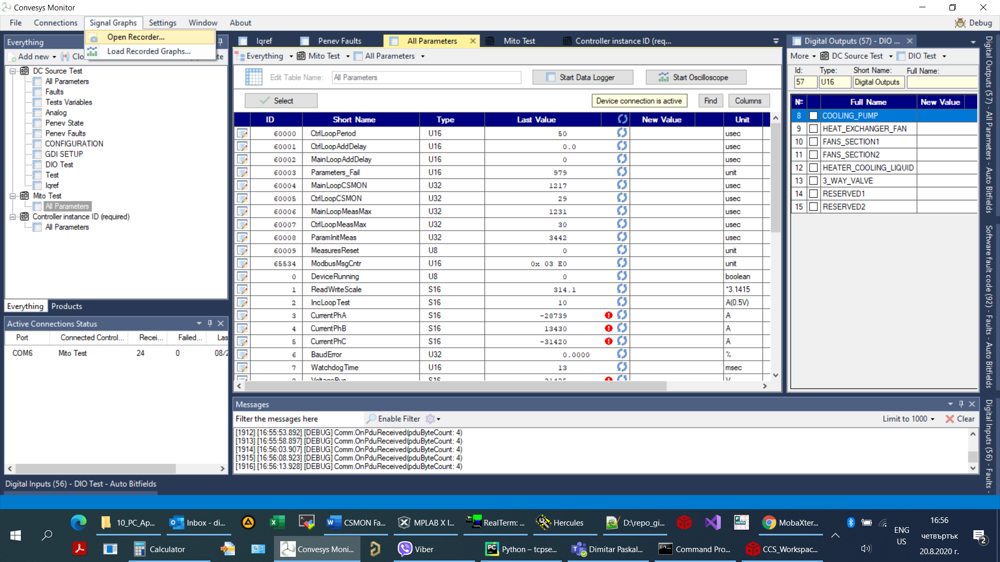 Convesys Monitor
File Connections Signal Graphs Settings Window About Debug
Open Recorder...
Load Recorded Graphs...
Everything
Add new
DC Source Test
All Parameters
Faults
Tests Variables
Analog
Penev State
Penev Faults
CONFIGURATION
GDI SETUP
DIO Test
Test
Iqref
Mito Test
All Parameters
Controller instance ID (required)
All Parameters
Everything Products
Active Connections Status
Port Connected Control... Recei... Failed... Las
COM6 Mito Test 24 0 08/2
Iqref Penev Faults All Parameters Mito Test Controller instance ID (req...
Everything Mito Test All Parameters
Edit Table Name: All Parameters Start Data Logger Start Oscilloscope
Select Device connection is active Find Columns
ID Short Name Type Last Value New Value Unit
60000 CtrlLoopPeriod U16 50 usec
60001 CtrlLoopAddDelay U16 0.0 usec
60002 MainLoopAddDelay U16 0 usec
60003 Parameters_Fail U16 979 unit
60004 MainLoopCSMON U32 1217 usec
60005 CtrlLoopCSMON U32 29 usec
60006 MainLoopMeasMax U32 1231 usec
60007 CtrlLoopMeasMax U32 30 usec
60008 ParamInitMeas U32 3442 usec
60009 MeasuresReset U8 0 unit
65534 ModbusMsgCntr U16 0x 03 E0 unit
0 DeviceRunning U8 0 boolean
1 ReadWriteScale S16 314.1 *3.1415
2 IncLoopTest S16 10 A(0.5V)
3 CurrentPhA S16 -28739 A
4 CurrentPhB S16 13430 A
5 CurrentPhC S16 -31420 A
6 BaudError U32 0.0000 %
7 WatchdogTime U16 13 msec
Digital Outputs (57) - DIO ...
More DC Source Test DIO Test
Id: Type: Short Name: Full Name:
57 U16 Digital Outputs
№ Full Name New Value
8 COOLING_PUMP
9 HEAT_EXCHANGER_FAN
10 FANS_SECTION1
11 FANS_SECTION2
12 HEATER_COOLING_LIQUID
13 3_WAY_VALVE
14 RESERVED1
15 RESERVED2
Digital Outputs (57) - All Parameters - Auto Bitfields
Software fault code (92) - Faults - Auto Bitfields
Digital Inputs (56) - Faults -
Messages
Filter the messages here Enable Filter Limit to 1000 Clear
[1912] [16:55:53.892] [DEBUG] Comm.OnPduReceived(pduByteCount: 4)
[1913] [16:55:58.897] [DEBUG] Comm.OnPduReceived(pduByteCount: 4)
[1914] [16:56:03.907] [DEBUG] Comm.OnPduReceived(pduByteCount: 4)
[1915] [16:56:08.923] [DEBUG] Comm.OnPduReceived(pduByteCount: 4)
[1916] [16:56:13.928] [DEBUG] Comm.OnPduReceived(pduByteCount: 4)
Digital Inputs (56) - DIO Test - Auto Bitfields
10_PC_Ap... Inbox - di... CSMON Fa... MPLAB X I... RealTerm: ... Hercules D:\repo_gi... MobaXter...
Calculator Convesys Moni... Viber Python – tcpse... Dimitar Paskal... Command Pro... CCS_Workspac...
ENG
US
16:56
четвъртък
20.8.2020 г.
2